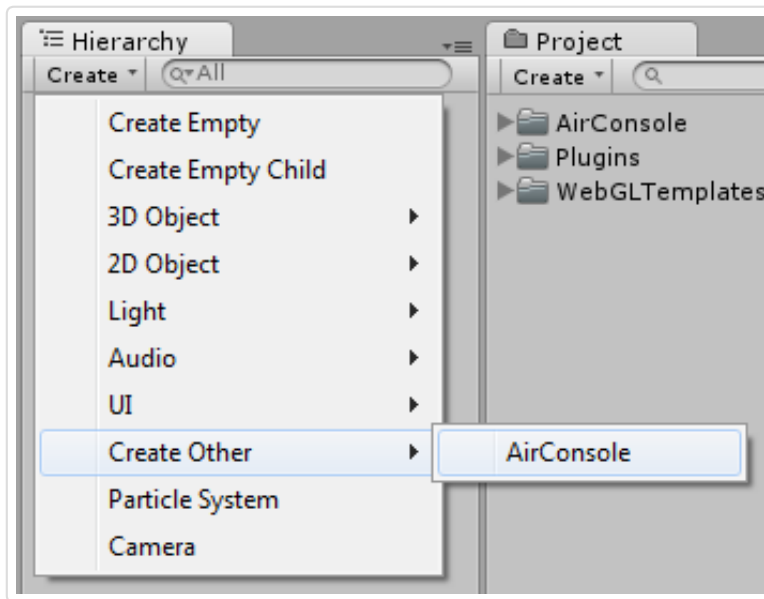 Hierarchy
Create
All
Create Empty
Create Empty Child
3D Object
2D Object
Light
Audio
UI
Create Other
Particle System
Camera
AirConsole
Project
Create
AirConsole
Plugins
WebGLTemplates